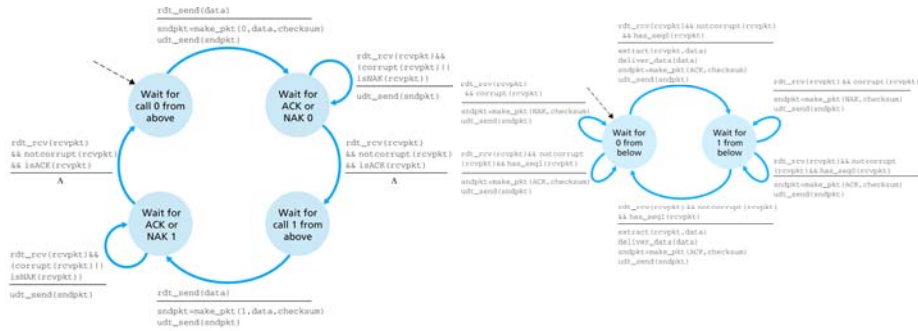 rdt_send(data)
sndpkt=make_pkt(0,data,checksum)
udt_send(sndpkt)
Wait for
call 0 from
above
Wait for
ACK or
NAK 0
rdt_rcv(rcvpkt)&&
(corrupt(rcvpkt)||
isNAK(rcvpkt))
udt_send(sndpkt)
rdt_rcv(rcvpkt)
&& notcorrupt(rcvpkt)
&& isACK(rcvpkt)
Λ
rdt_rcv(rcvpkt)
&& notcorrupt(rcvpkt)
&& isACK(rcvpkt)
Λ
Wait for
ACK or
NAK 1
Wait for
call 1 from
above
rdt_rcv(rcvpkt)&&
(corrupt(rcvpkt)||
isNAK(rcvpkt))
udt_send(sndpkt)
rdt_send(data)
sndpkt=make_pkt(1,data,checksum)
udt_send(sndpkt)
rdt_rcv(rcvpkt)&& notcorrupt(rcvpkt)
&& has_seq0(rcvpkt)
extract(rcvpkt,data)
deliver_data(data)
sndpkt=make_pkt(ACK,checksum)
udt_send(sndpkt)
rdt_rcv(rcvpkt)
&& corrupt(rcvpkt)
sndpkt=make_pkt(NAK,checksum)
udt_send(sndpkt)
Wait for
0 from
below
Wait for
1 from
below
rdt_rcv(rcvpkt)&& corrupt(rcvpkt)
sndpkt=make_pkt(NAK,checksum)
udt_send(sndpkt)
rdt_rcv(rcvpkt)&& notcorrupt
(rcvpkt)&&has_seq1(rcvpkt)
sndpkt=make_pkt(ACK,checksum)
udt_send(sndpkt)
rdt_rcv(rcvpkt)&& notcorrupt
(rcvpkt)&&has_seq0(rcvpkt)
sndpkt=make_pkt(ACK,checksum)
udt_send(sndpkt)
rdt_rcv(rcvpkt)&& notcorrupt(rcvpkt)
&& has_seq1(rcvpkt)
extract(rcvpkt,data)
deliver_data(data)
sndpkt=make_pkt(ACK,checksum)
udt_send(sndpkt)